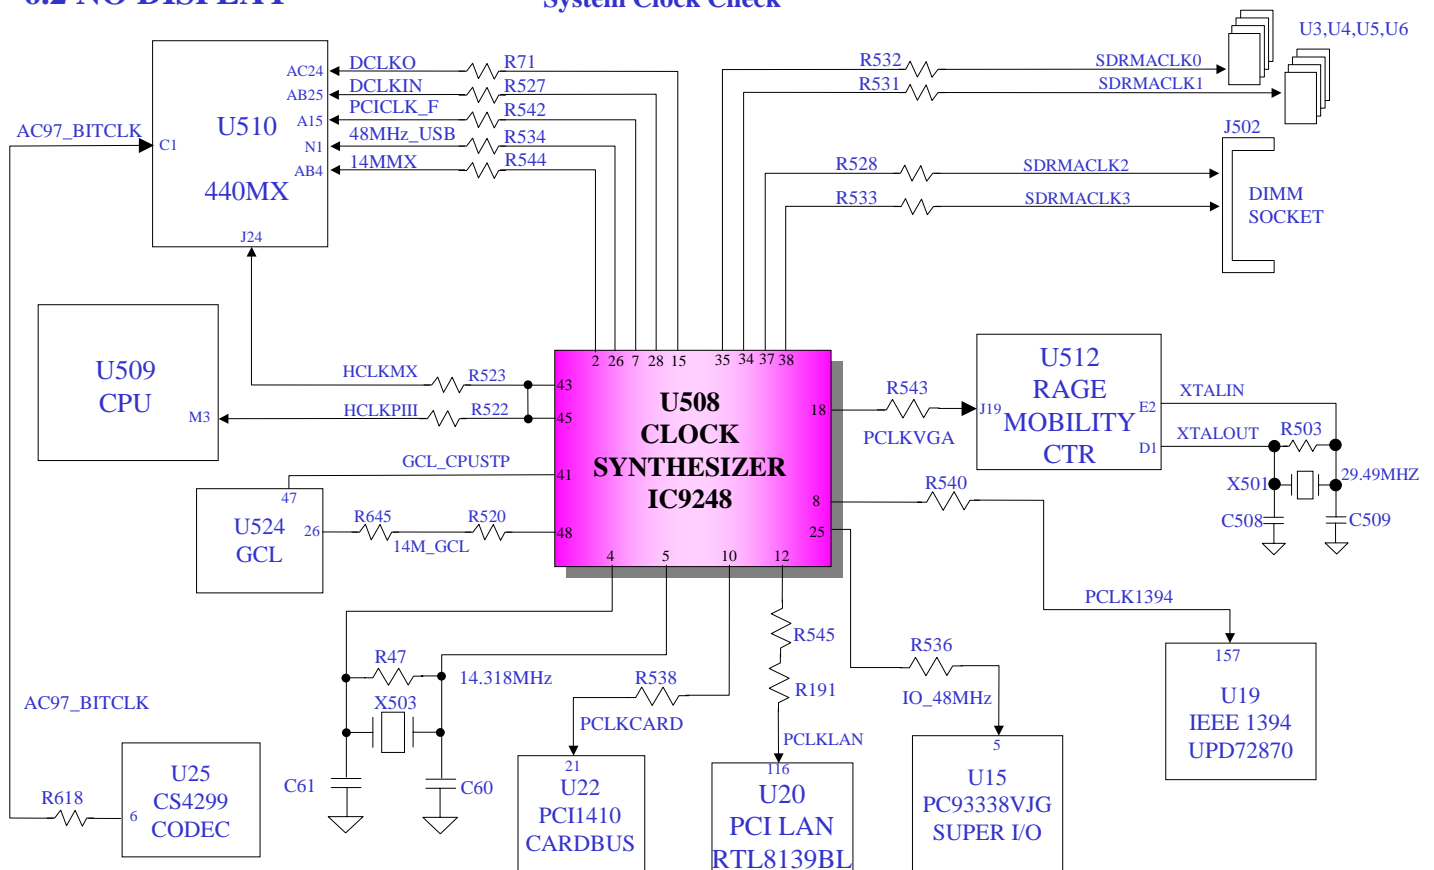 6.2 NO DISPLAY
System Clock Check
U3,U4,U5,U6
AC24
DCLKO
R71
AB25
DCLKIN
R527
A15
PCICLK_F
R542
N1
48MHz_USB
R534
AB4
14MMX
R544
AC97_BITCLK
C1
U510
440MX
J24
R532
SDRMACLK0
R531
SDRMACLK1
J502
R528
SDRMACLK2
R533
SDRMACLK3
DIMM
SOCKET
U509
CPU
M3
HCLKMX
R523
HCLKPIII
R522
GCL_CPUSTP
47
U524
GCL
26
R645
14M_GCL
R520
2
26
7
28
15
35
34
37
38
43
45
41
48
U508
CLOCK
SYNTHESIZER
IC9248
18
8
25
4
5
10
12
R543
PCLKVGA
J19
U512
RAGE
MOBILITY
CTR
E2
XTALIN
D1
XTALOUT
R503
X501
29.49MHZ
C508
C509
R540
PCLK1394
157
U19
IEEE 1394
UPD72870
R47
14.318MHz
X503
C61
C60
R538
PCLKCARD
R545
R191
PCLKLAN
R536
IO_48MHz
AC97_BITCLK
R618
6
U25
CS4299
CODEC
21
U22
PCI1410
CARDBUS
116
U20
PCI LAN
RTL8139BL
5
U15
PC93338VJG
SUPER I/O